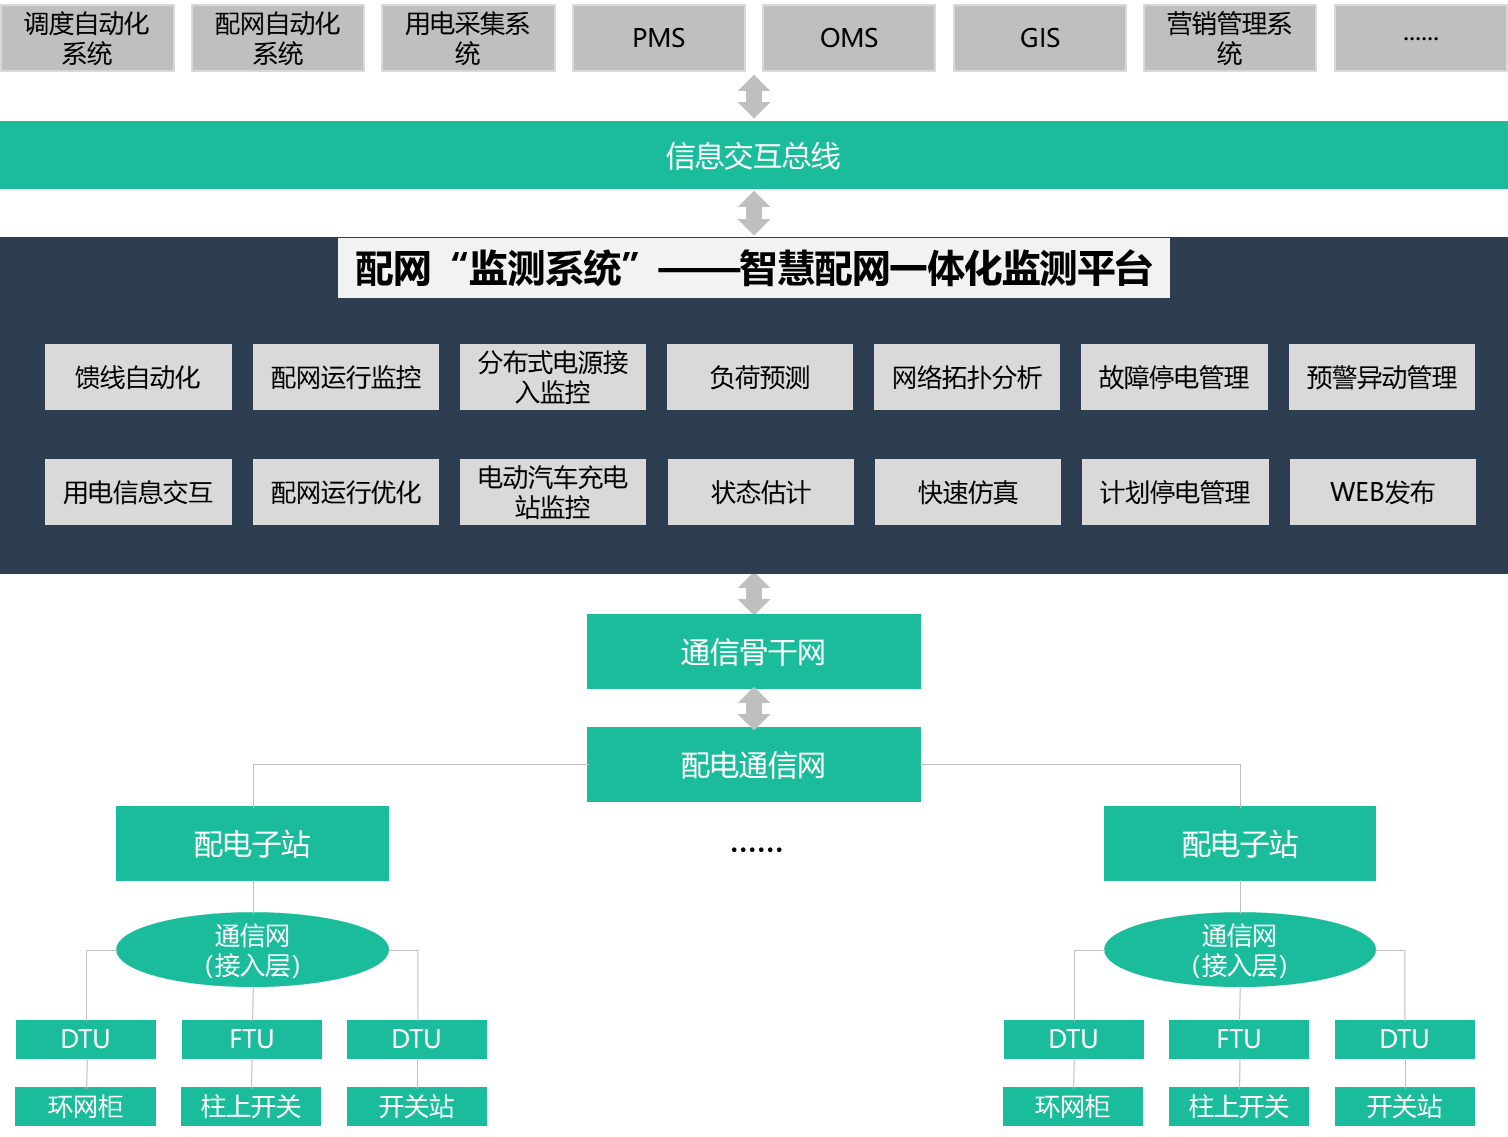 调度自动化
系统
配网自动化
系统
用电采集系
统
PMS
OMS
GIS
营销管理系
统
......
信息交互总线
配网“监测系统”——智慧配网一体化监测平台
馈线自动化
配网运行监控
分布式电源接
入监控
负荷预测
网络拓扑分析
故障停电管理
预警异动管理
用电信息交互
配网运行优化
电动汽车充电
站监控
状态估计
快速仿真
计划停电管理
WEB发布
通信骨干网
配电通信网
配电子站
......
配电子站
通信网
（接入层）
通信网
（接入层）
DTU
FTU
DTU
DTU
FTU
DTU
环网柜
柱上开关
开关站
环网柜
柱上开关
开关站